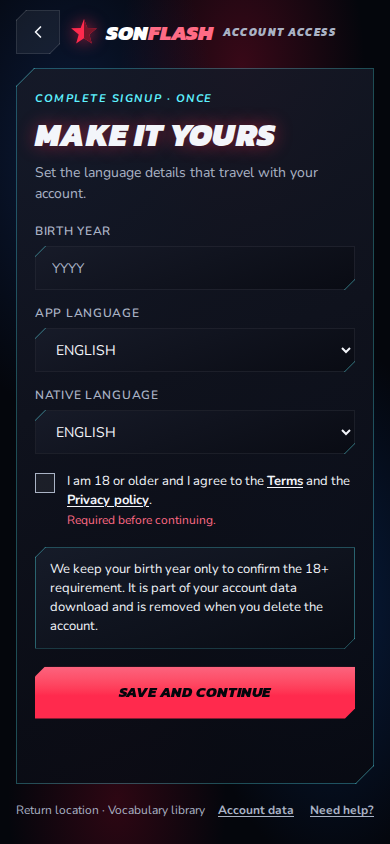 SONFLASH ACCOUNT ACCESS
COMPLETE SIGNUP · ONCE
MAKE IT YOURS
Set the language details that travel with your
account.
BIRTH YEAR
YYYY
APP LANGUAGE
ENGLISH
NATIVE LANGUAGE
ENGLISH
I am 18 or older and I agree to the Terms and the
Privacy policy.
Required before continuing.
We keep your birth year only to confirm the 18+
requirement. It is part of your account data
download and is removed when you delete the
account.
SAVE AND CONTINUE
Return location · Vocabulary library Account data Need help?